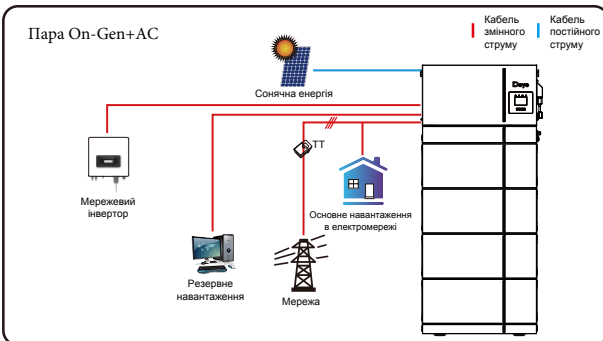 Пара On-Gen+AC
Кабель
змінного
струму
Кабель
постійного
струму
Сонячна енергія
Deye
ТТ
Мережевий
інвертор
Основне навантаження
в електромережі
Резервне
навантаження
Мережа